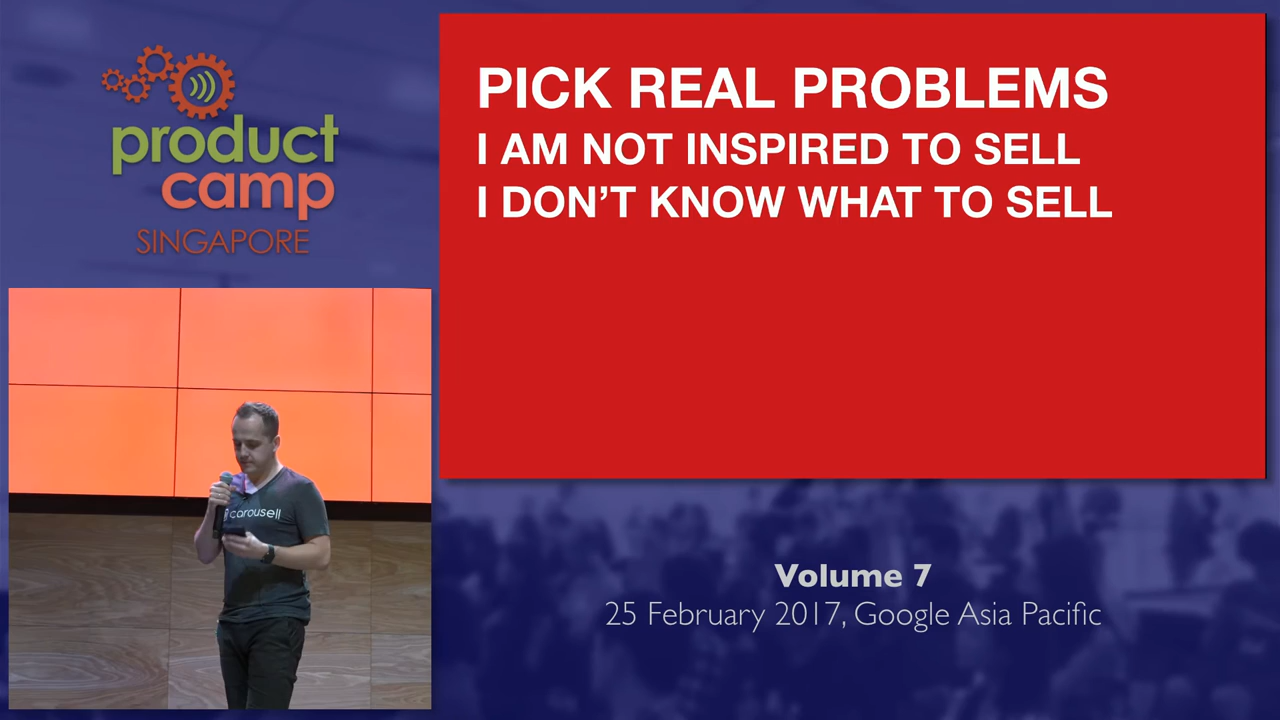 product
camp
SINGAPORE
PICK REAL PROBLEMS
I AM NOT INSPIRED TO SELL
I DON'T KNOW WHAT TO SELL
carousell
Volume 7
25 February 2017, Google Asia Pacific